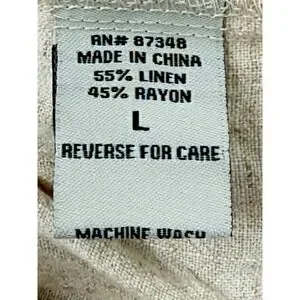 RN# 87348
MADE IN CHINA
55% LINEN
45% RAYON
L
REVERSE FOR CARE
MACHINE WASH